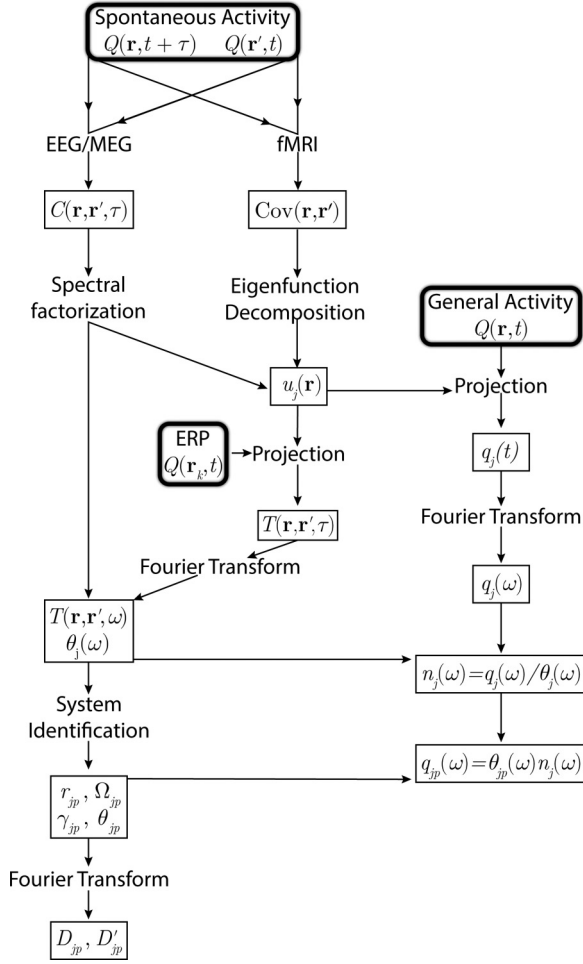 Spontaneous Activity
Q(r,t + τ) Q(r′,t)
EEG/MEG
fMRI
C(r,r′,τ)
Cov(r,r′)
Spectral
factorization
Eigenfunction
Decomposition
General Activity
Q(r,t)
u_j(r)
Projection
ERP
Q(r_k,t)
Projection
q_j(t)
T(r,r′,τ)
Fourier Transform
Fourier Transform
q_j(ω)
T(r,r′,ω)
θ_j(ω)
n_j(ω)=q_j(ω)/θ_j(ω)
System
Identification
q_jp(ω)=θ_jp(ω)n_j(ω)
r_jp, Ω_jp
γ_jp, θ_jp
Fourier Transform
D_jp, D′_jp